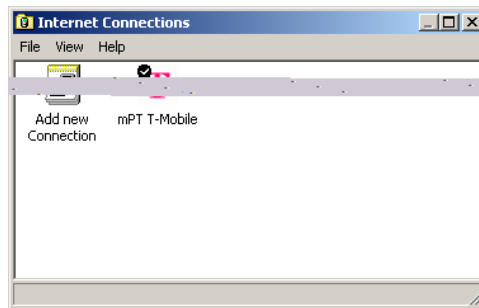 Internet Connections
File View Help
Add new
Connection
mPT T-Mobile